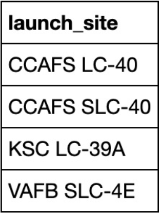 launch_site
CCAFS LC-40
CCAFS SLC-40
KSC LC-39A
VAFB SLC-4E